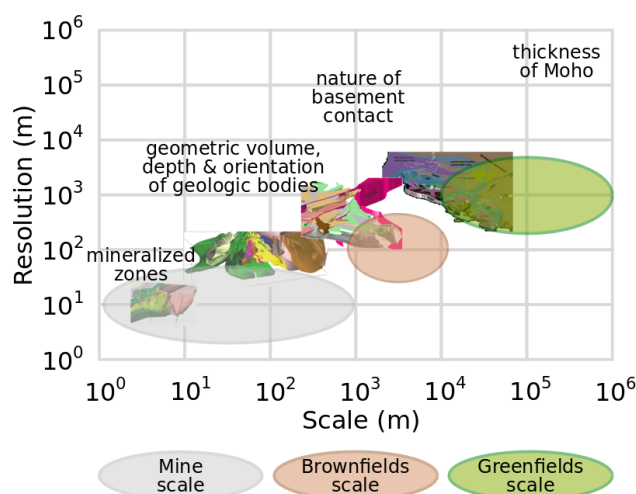 10⁶
thickness
of Moho
10⁵
nature of
basement
contact
10⁴
geometric volume,
depth & orientation
of geologic bodies
10³
10²
mineralized
zones
10¹
10⁰
Resolution (m)
10⁰ 10¹ 10² 10³ 10⁴ 10⁵ 10⁶
Scale (m)
Mine
scale
Brownfields
scale
Greenfields
scale